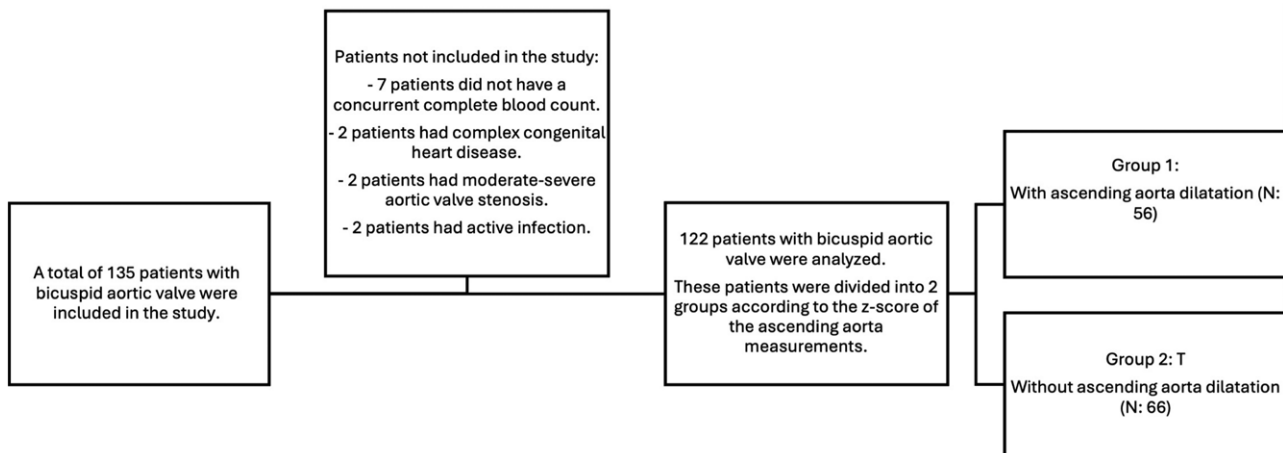 A total of 135 patients with
bicuspid aortic valve were
included in the study.
Patients not included in the study:
- 7 patients did not have a
concurrent complete blood count.
- 2 patients had complex congenital
heart disease.
- 2 patients had moderate-severe
aortic valve stenosis.
- 2 patients had active infection.
122 patients with bicuspid aortic
valve were analyzed.
These patients were divided into 2
groups according to the z-score of
the ascending aorta
measurements.
Group 1:
With ascending aorta dilatation (N:
56)
Group 2: T
Without ascending aorta dilatation
(N: 66)